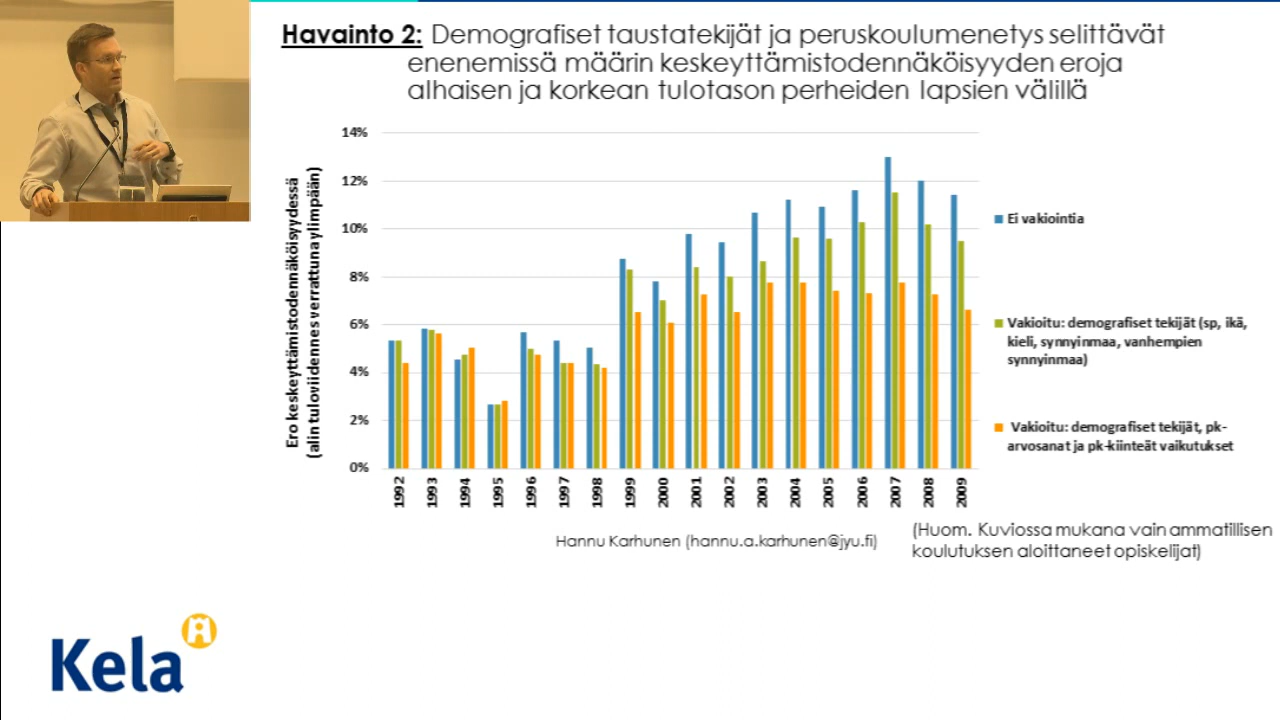 Havainto 2: Demografiset taustatekijät ja peruskoulumenetys selittävät
enenemissä määrin keskeyttämistodennäköisyyden eroja
alhaisen ja korkean tulotason perheiden lapsien välillä
Ero keskeyttämistodennäköisyydessä
(alin tuloviidennes verrattuna ylimpään)
14%
12%
10%
8%
6%
4%
2%
0%
1992 1993 1994 1995 1996 1997 1998 1999 2000 2001 2002 2003 2004 2005 2006 2007 2008 2009
Ei vakiointia
Vakioitu: demografiset tekijät (sp, ikä,
kieli, synnyinmaa, vanhempien
synnyinmaa)
Vakioitu: demografiset tekijät, pk-
arvosanat ja pk-kiinteät vaikutukset
Hannu Karhunen (hannu.a.karhunen@jyu.fi)
(Huom. Kuviossa mukana vain ammatillisen
koulutuksen aloittaneet opiskelijat)
Kela